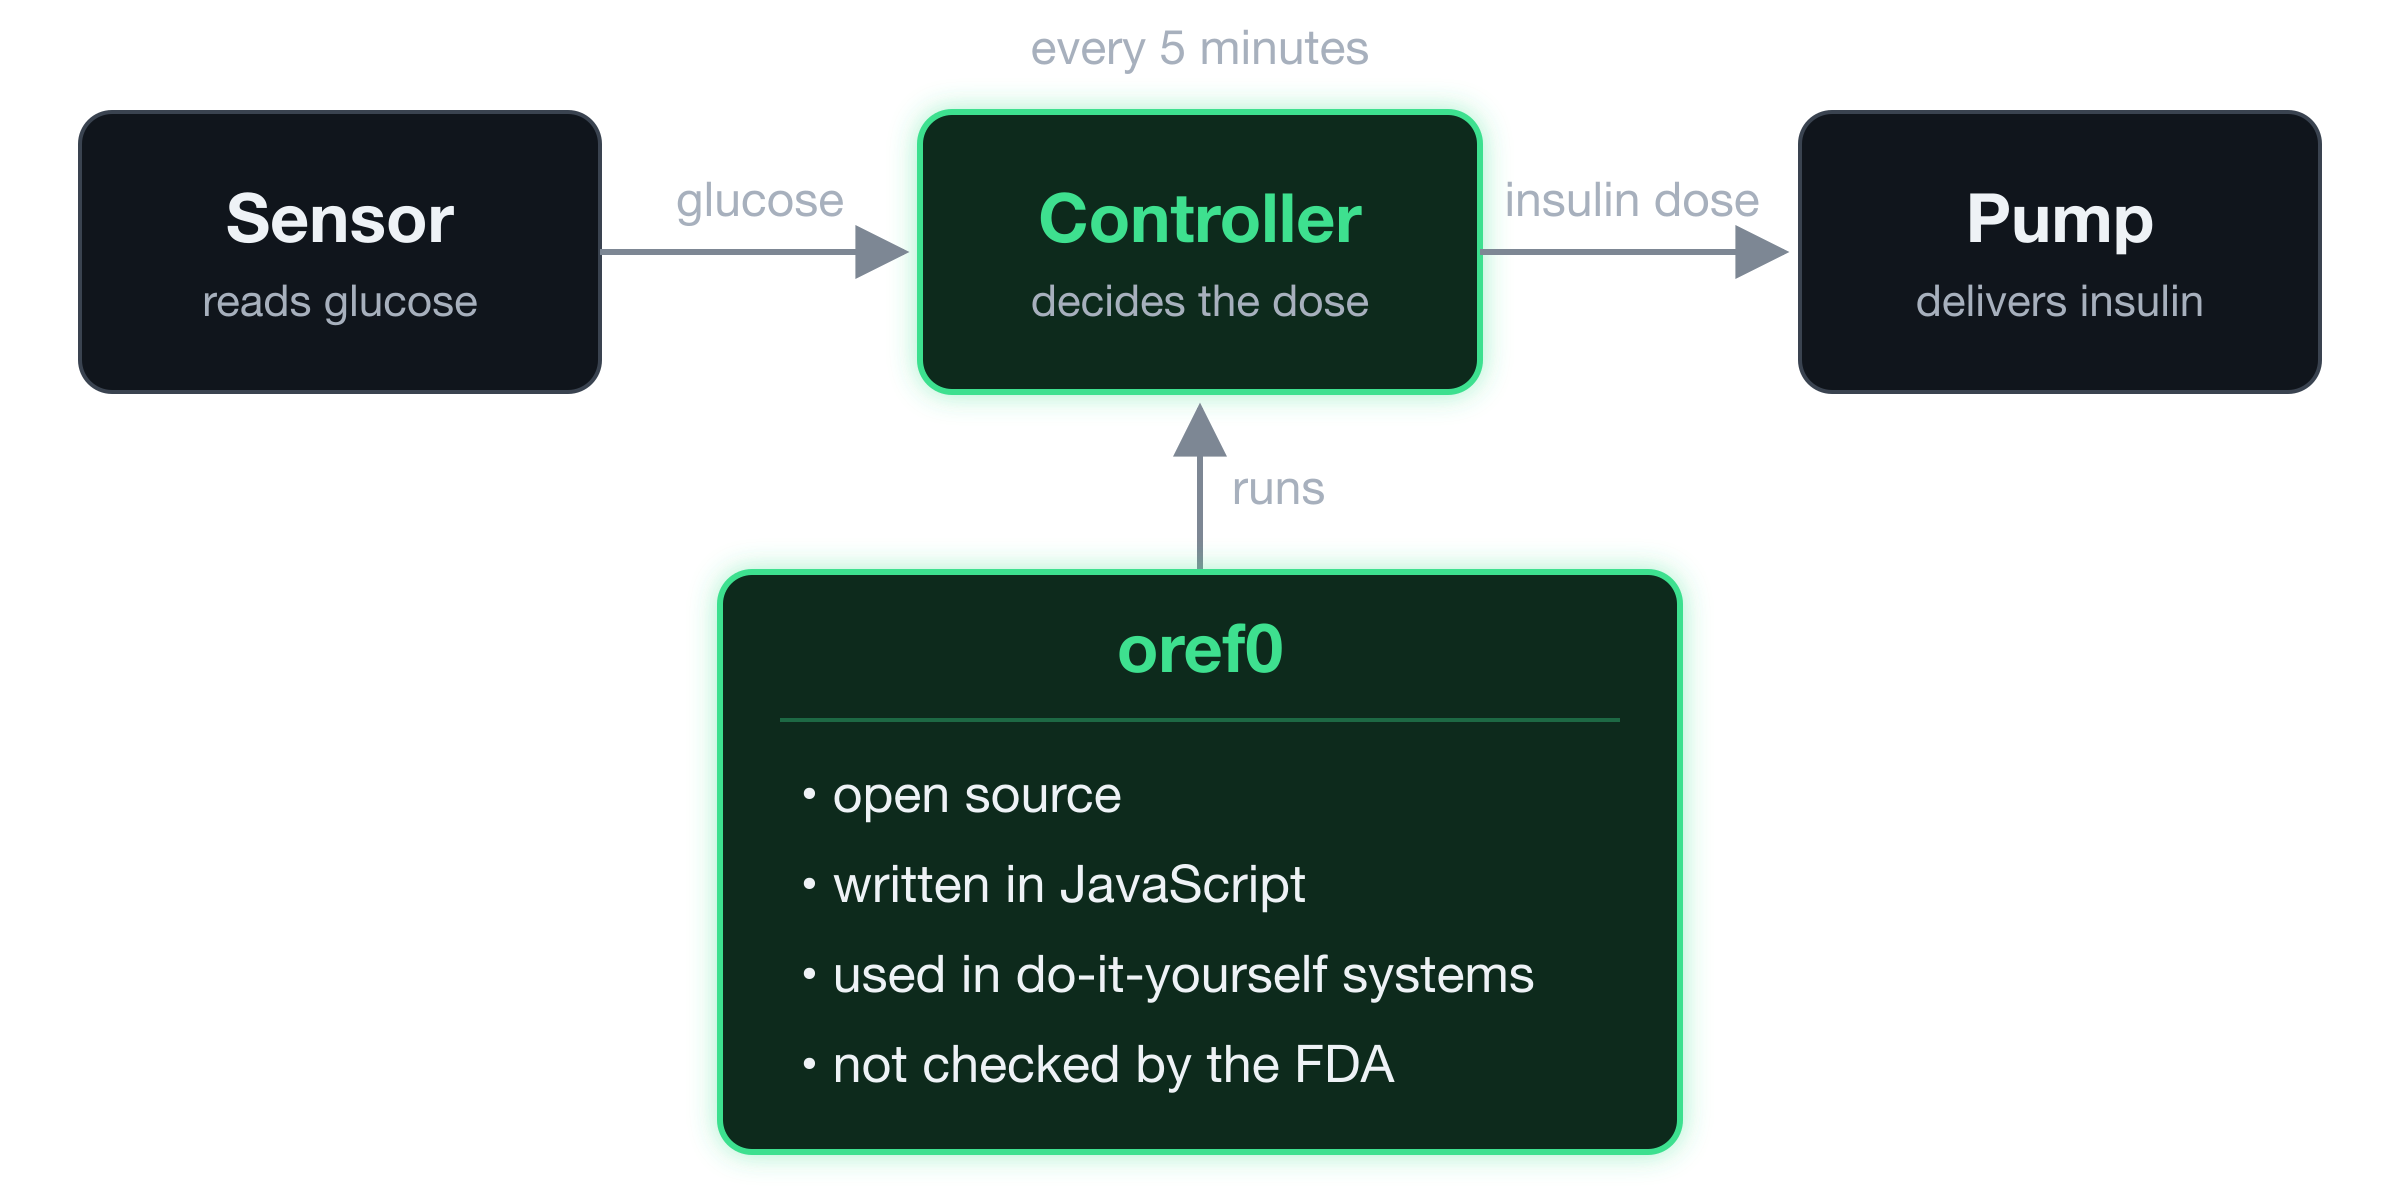 every 5 minutes
Sensor
reads glucose
glucose
Controller
decides the dose
insulin dose
Pump
delivers insulin
runs
oref0
• open source
• written in JavaScript
• used in do-it-yourself systems
• not checked by the FDA